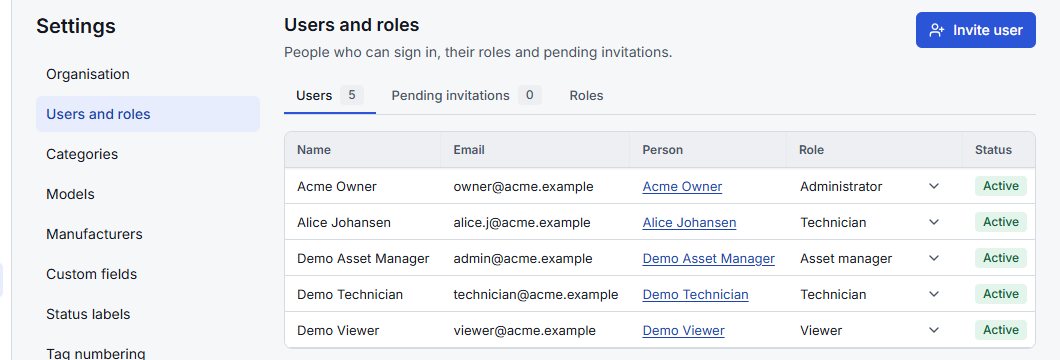 Settings
Organisation
Users and roles
Categories
Models
Manufacturers
Custom fields
Status labels
Tag numbering
Users and roles
People who can sign in, their roles and pending invitations.
Invite user
Users 5 Pending invitations 0 Roles
Name Email Person Role Status
Acme Owner owner@acme.example Acme Owner Administrator Active
Alice Johansen alice.j@acme.example Alice Johansen Technician Active
Demo Asset Manager admin@acme.example Demo Asset Manager Asset manager Active
Demo Technician technician@acme.example Demo Technician Technician Active
Demo Viewer viewer@acme.example Demo Viewer Viewer Active